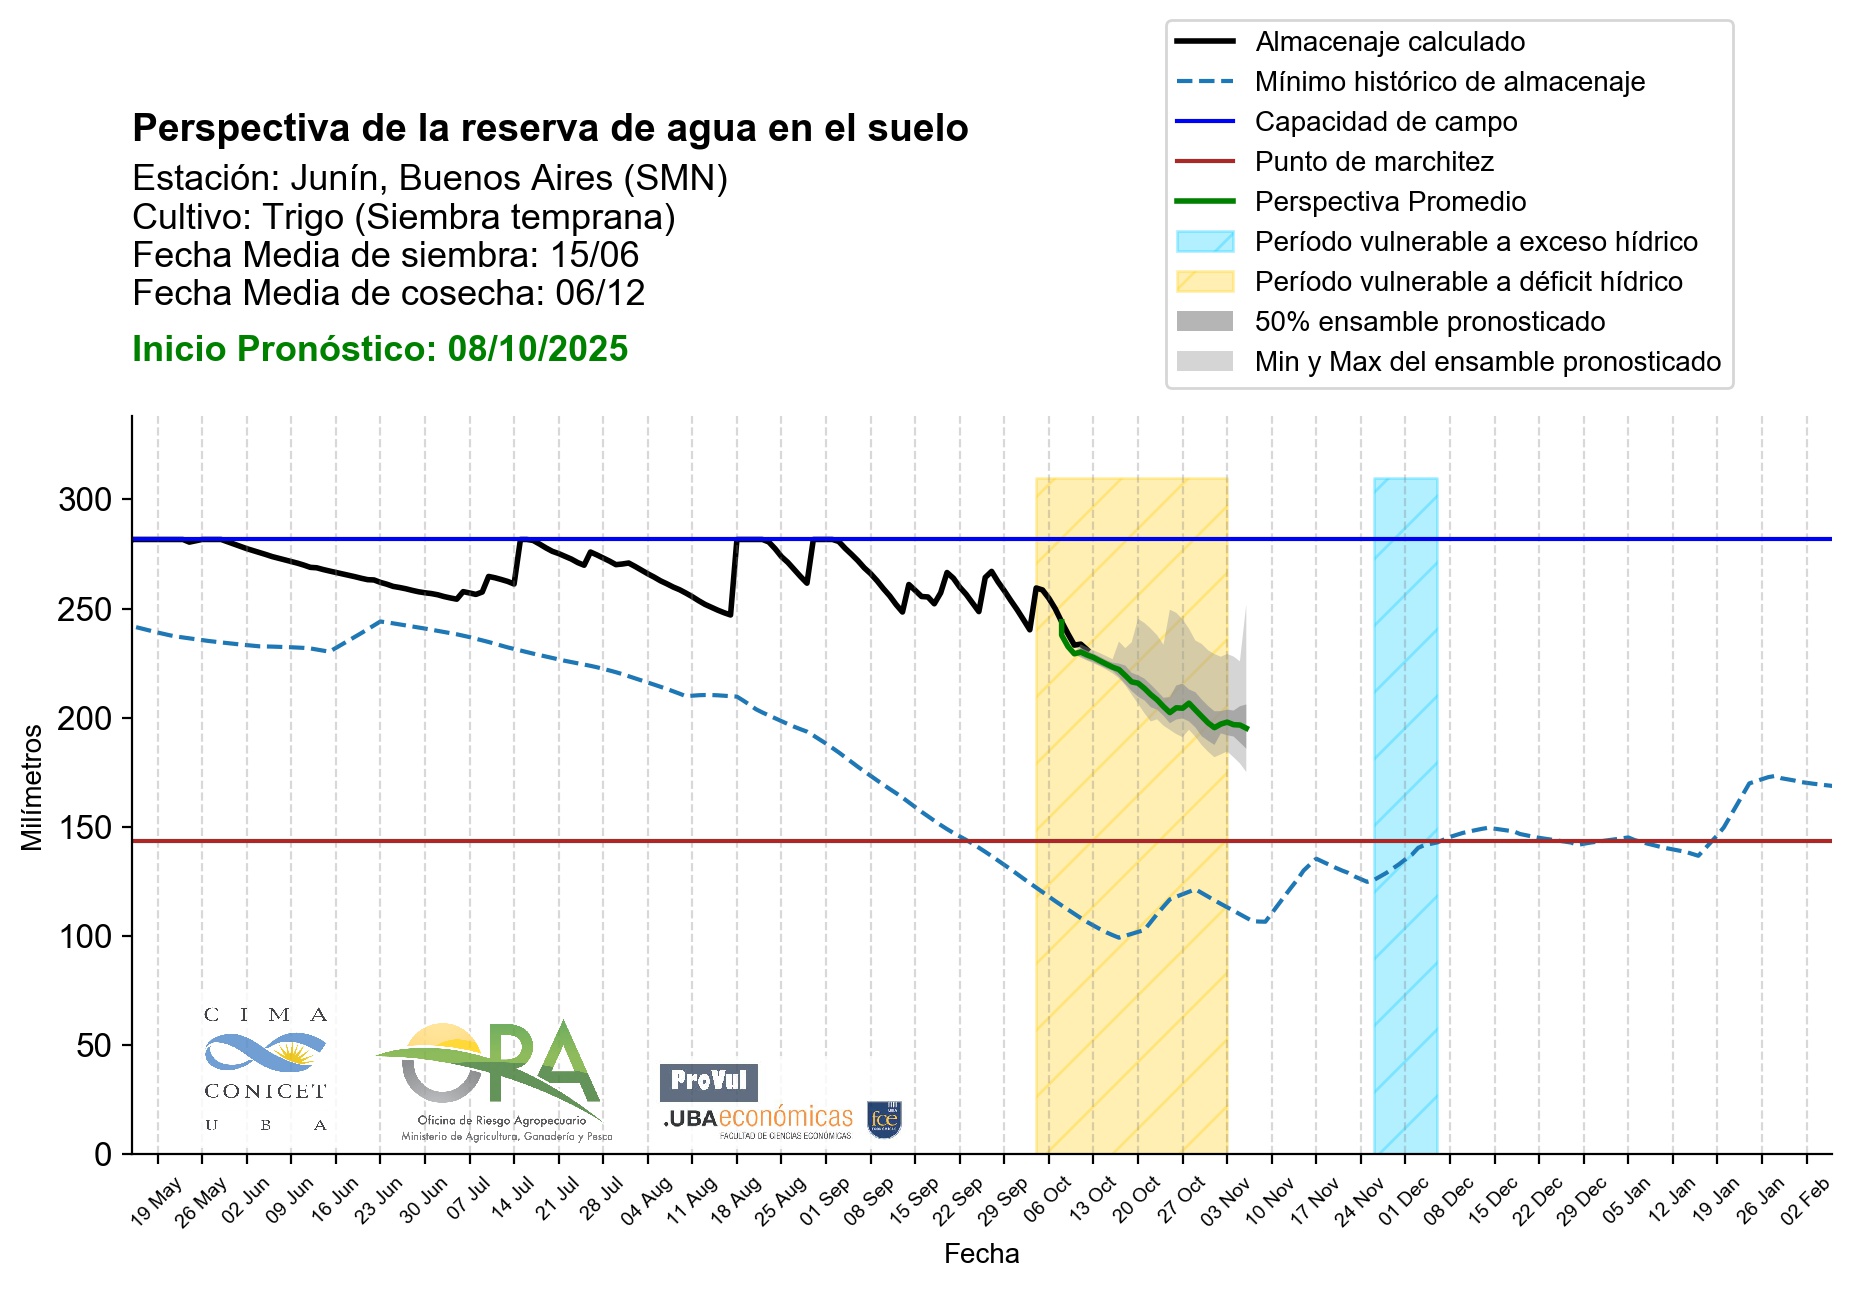 Almacenaje calculado
Mínimo histórico de almacenaje
Capacidad de campo
Punto de marchitez
Perspectiva Promedio
Período vulnerable a exceso hídrico
Período vulnerable a déficit hídrico
50% ensamble pronosticado
Min y Max del ensamble pronosticado
Perspectiva de la reserva de agua en el suelo
Estación: Junín, Buenos Aires (SMN)
Cultivo: Trigo (Siembra temprana)
Fecha Media de siembra: 15/06
Fecha Media de cosecha: 06/12
Inicio Pronóstico: 08/10/2025
Milímetros
300
250
200
150
100
50
0
CIMA
CONICET
UBA
ORA
Oficina de Riesgo Agropecuario
Ministerio de Agricultura, Ganadería y Pesca
ProVul
.UBAeconómicas
FACULTAD DE CIENCIAS ECONÓMICAS
fce
19 May
26 May
02 Jun
09 Jun
16 Jun
23 Jun
30 Jun
07 Jul
14 Jul
21 Jul
28 Jul
04 Aug
11 Aug
18 Aug
25 Aug
01 Sep
08 Sep
15 Sep
22 Sep
29 Sep
06 Oct
13 Oct
20 Oct
27 Oct
03 Nov
10 Nov
17 Nov
24 Nov
01 Dec
08 Dec
15 Dec
22 Dec
29 Dec
05 Jan
12 Jan
19 Jan
26 Jan
02 Feb
Fecha